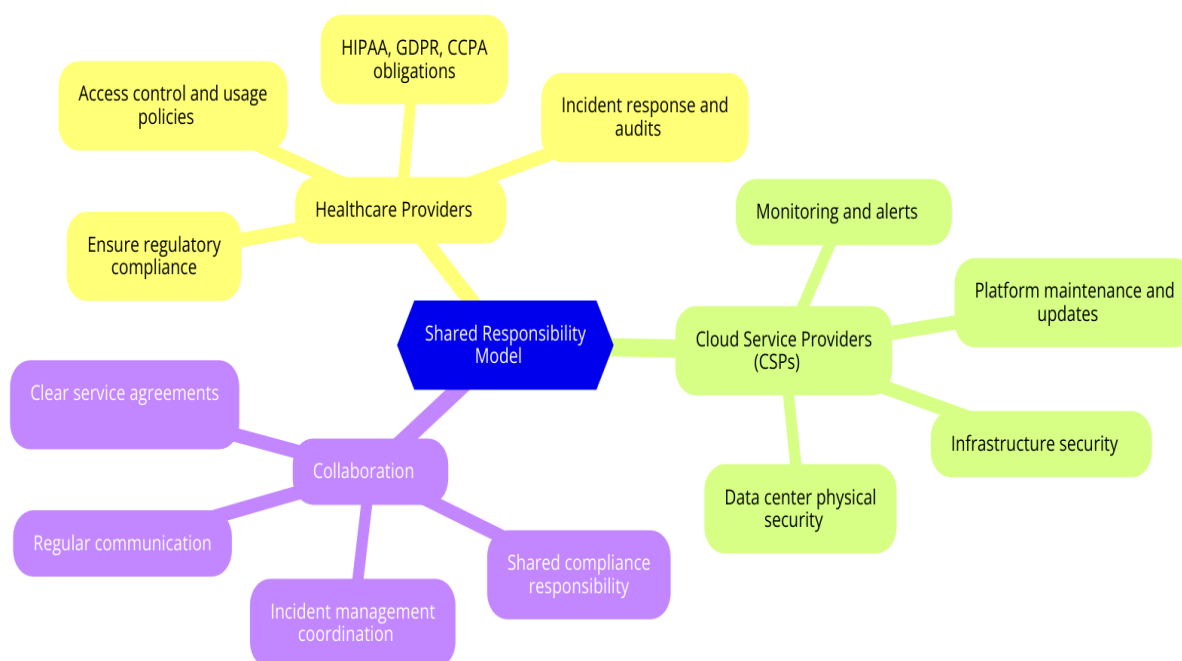 HIPAA, GDPR, CCPA
obligations
Access control and usage
policies
Incident response and
audits
Healthcare Providers
Ensure regulatory
compliance
Monitoring and alerts
Platform maintenance and
updates
Shared Responsibility
Model
Cloud Service Providers
(CSPs)
Infrastructure security
Data center physical
security
Clear service agreements
Collaboration
Regular communication
Shared compliance
responsibility
Incident management
coordination